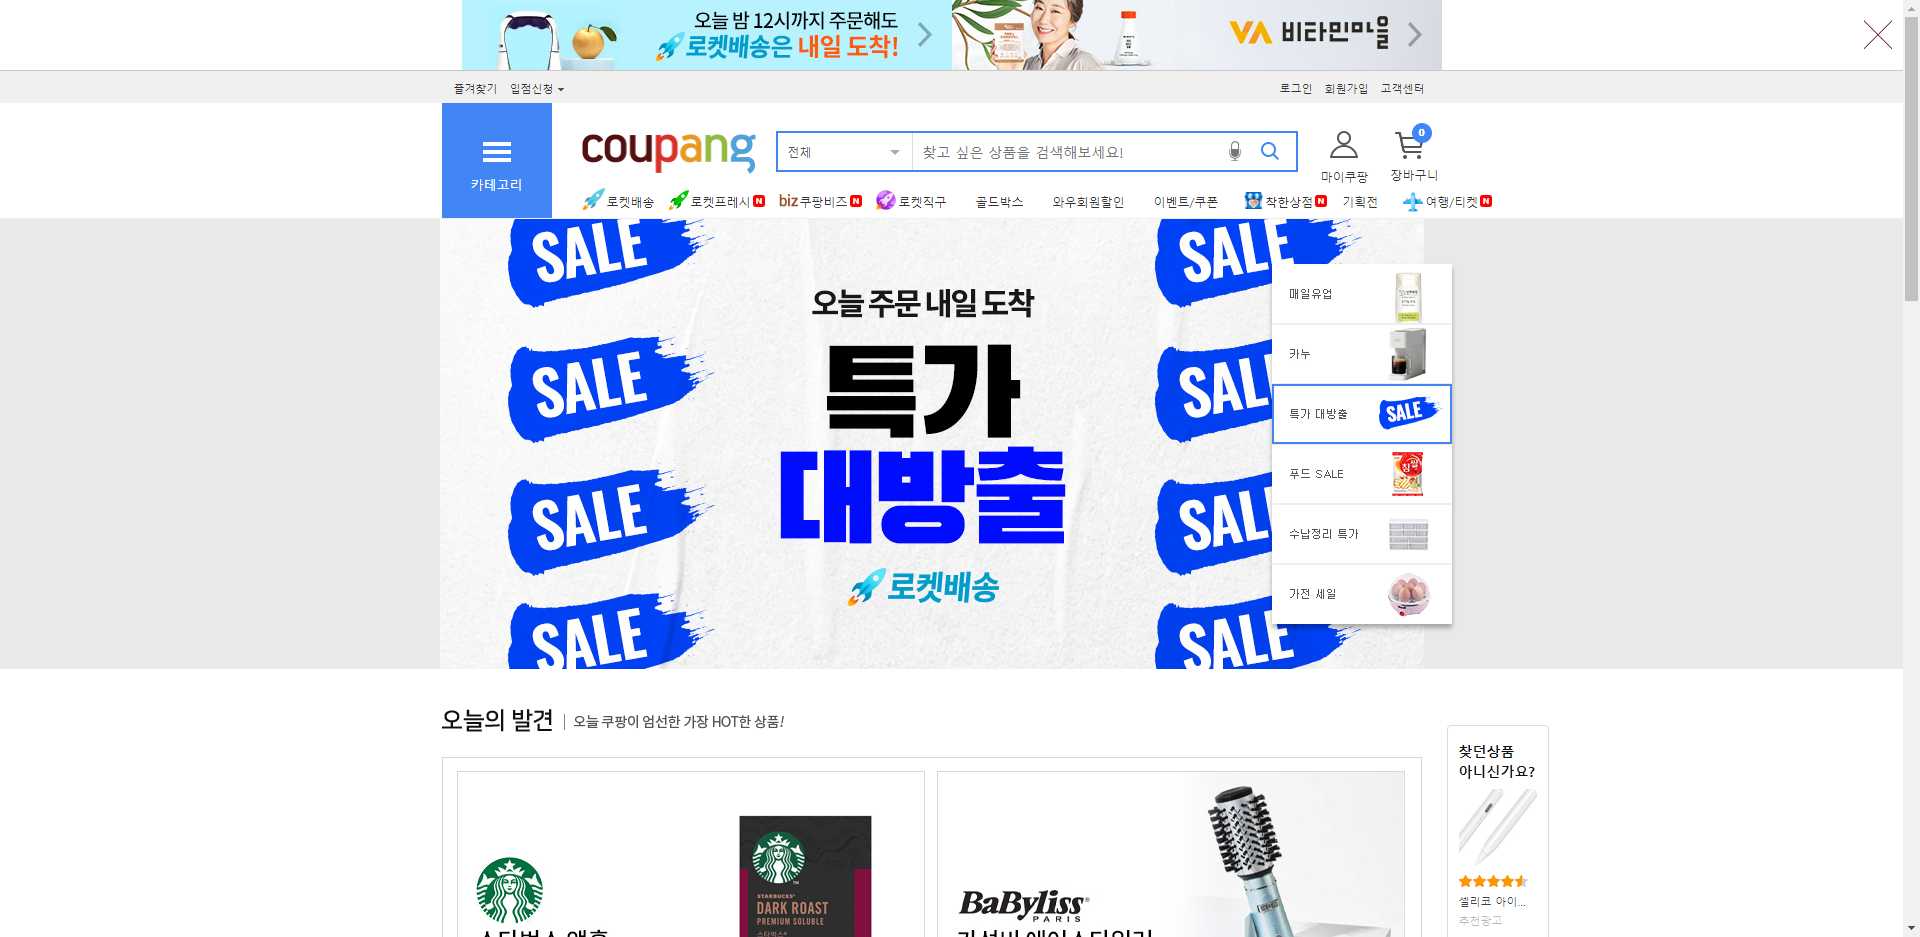 오늘 밤 12시까지 주문해도
로켓배송은 내일 도착!
VA 비타민마을
즐겨찾기 입점신청
로그인 회원가입 고객센터
카테고리
coupang
전체
찾고 싶은 상품을 검색해보세요!
마이쿠팡
0
장바구니
로켓배송
로켓프레시 N
biz 쿠팡비즈 N
로켓직구
골드박스
와우회원할인
이벤트/쿠폰
착한상점 N
기획전
여행/티켓 N
SALE
SALE
SALE
SALE
오늘 주문 내일 도착
특가
대방출
로켓배송
SALE
SALE
SALE
SALE
매일유업
카누
특가 대방출
SALE
푸드 SALE
수납정리 특가
가전 세일
오늘의 발견
오늘 쿠팡이 엄선한 가장 HOT한 상품!
STARBUCKS®
DARK ROAST
PREMIUM SOLUBLE
스타벅스®
BaByliss®
PARIS
찾던상품
아니신가요?
셀리코 아이...
추천광고